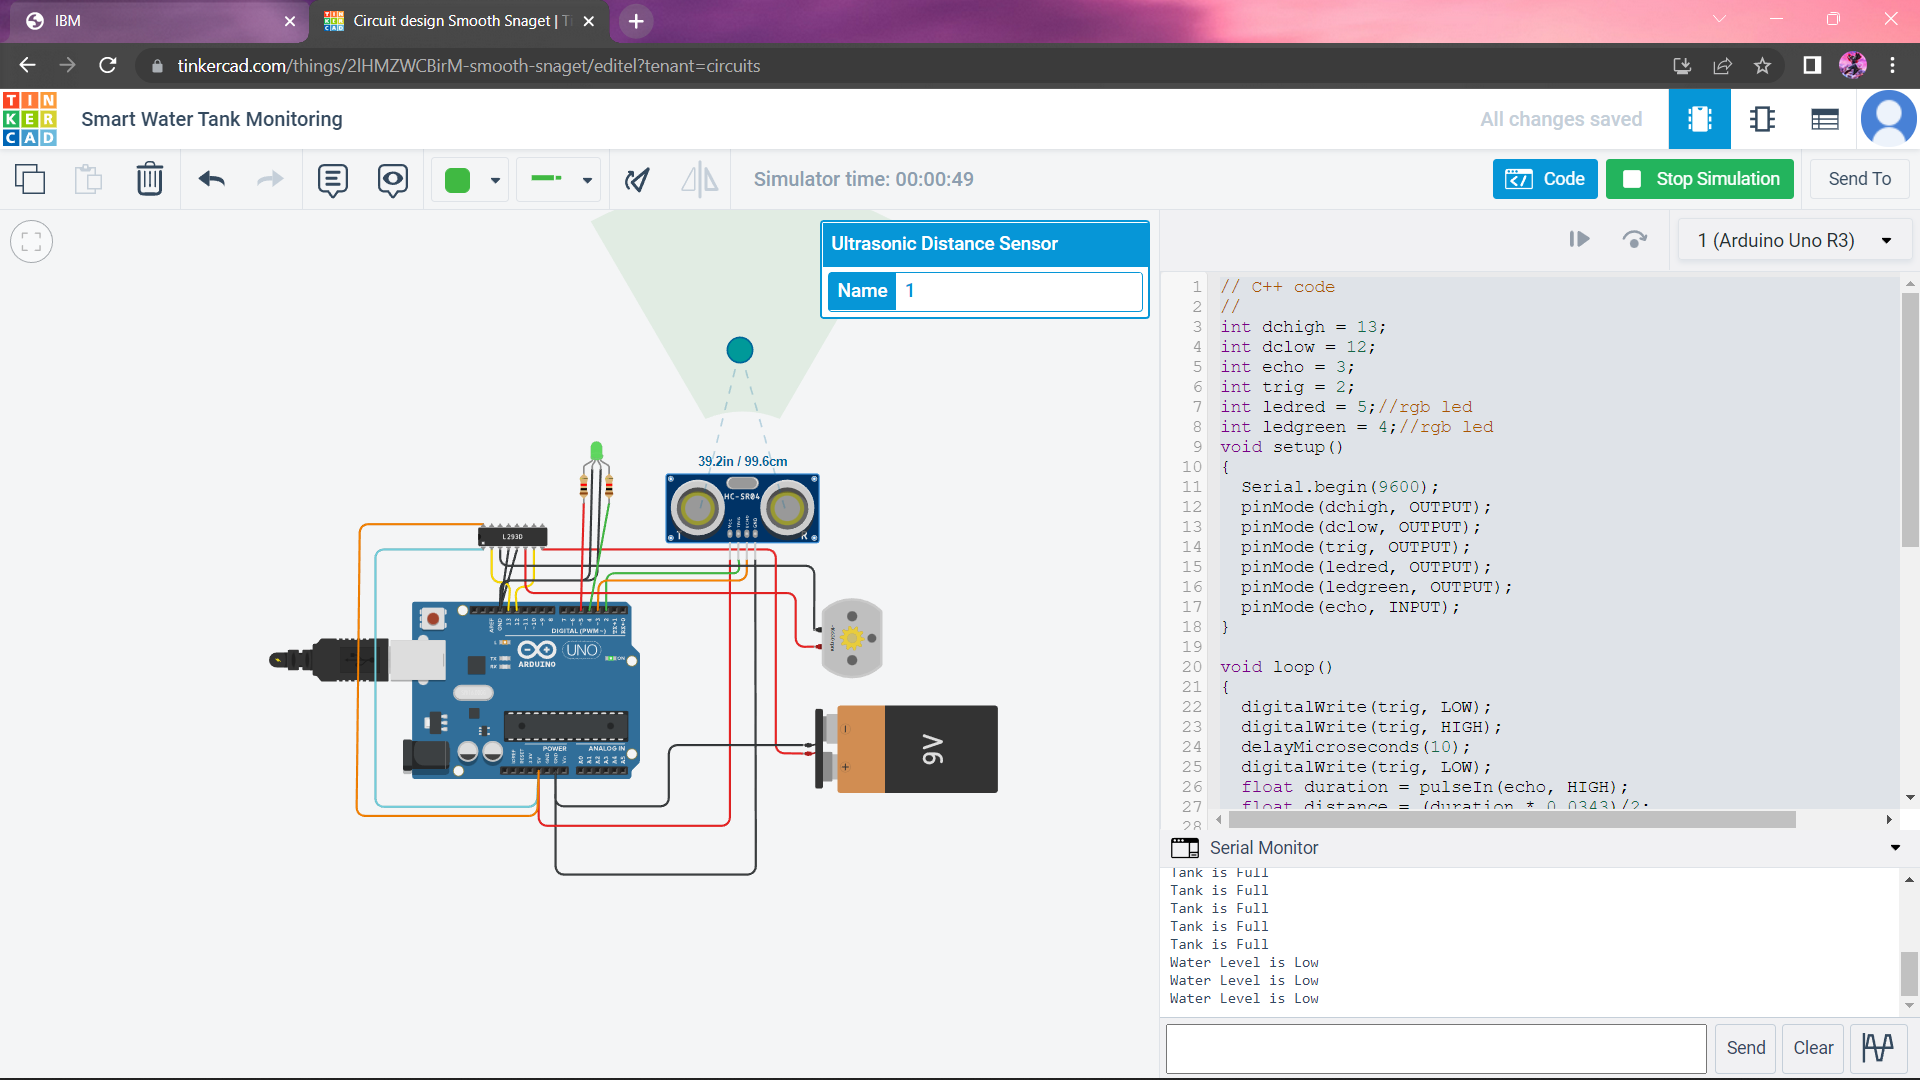 IBM
Circuit design Smooth Snaget | Ti
tinkercad.com/things/2lHMZWCBirM-smooth-snaget/editel?tenant=circuits
TIN
KER
CAD
Smart Water Tank Monitoring
All changes saved
Simulator time: 00:00:49
Code
Stop Simulation
Send To
Ultrasonic Distance Sensor
Name 1
1 (Arduino Uno R3)
39.2in / 99.6cm
HC-SR04
L293D
DIGITAL (PWM~)
UNO
ARDUINO
POWER
ANALOG IN
9V
1 // C++ code
2 //
3 int dchigh = 13;
4 int dclow = 12;
5 int echo = 3;
6 int trig = 2;
7 int ledred = 5;//rgb led
8 int ledgreen = 4;//rgb led
9 void setup()
10 {
11 Serial.begin(9600);
12 pinMode(dchigh, OUTPUT);
13 pinMode(dclow, OUTPUT);
14 pinMode(trig, OUTPUT);
15 pinMode(ledred, OUTPUT);
16 pinMode(ledgreen, OUTPUT);
17 pinMode(echo, INPUT);
18 }
19
20 void loop()
21 {
22 digitalWrite(trig, LOW);
23 digitalWrite(trig, HIGH);
24 delayMicroseconds(10);
25 digitalWrite(trig, LOW);
26 float duration = pulseIn(echo, HIGH);
27 float distance = (duration * 0.0343)/2;
28
Serial Monitor
Tank is Full
Tank is Full
Tank is Full
Tank is Full
Tank is Full
Water Level is Low
Water Level is Low
Water Level is Low
Send
Clear